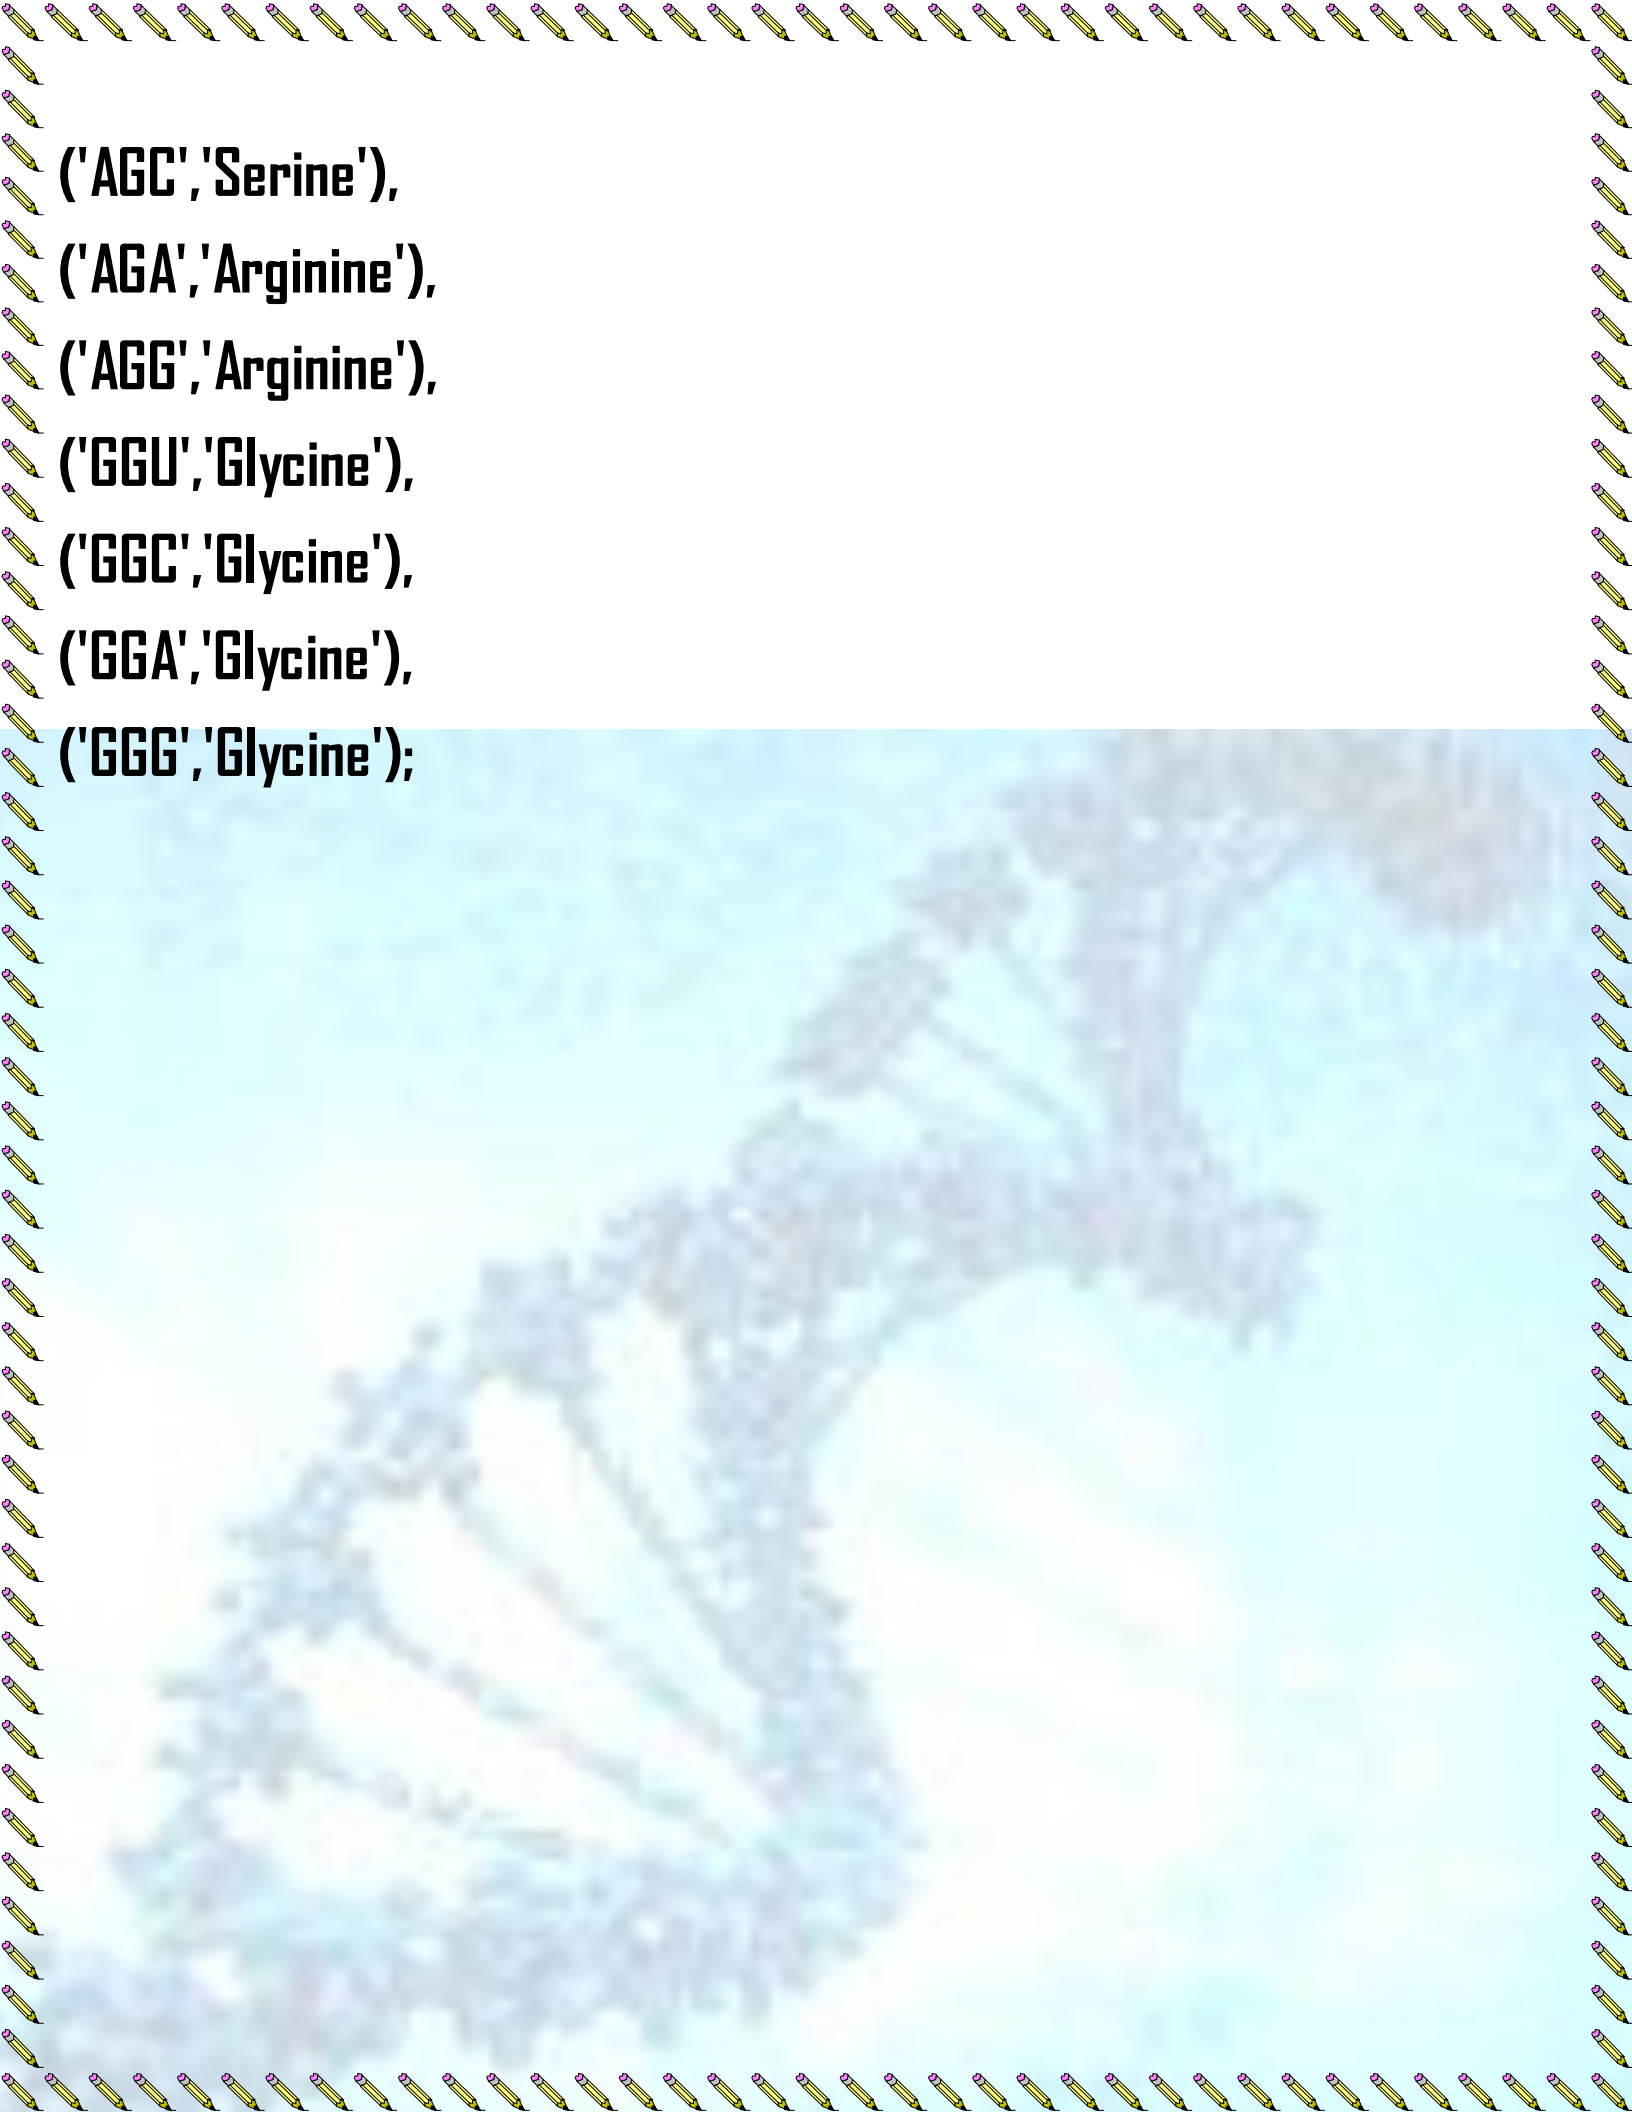 ('AGC','Serine'),
('AGA','Arginine'),
('AGG','Arginine'),
('GGU','Glycine'),
('GGC','Glycine'),
('GGA','Glycine'),
('GGG','Glycine');